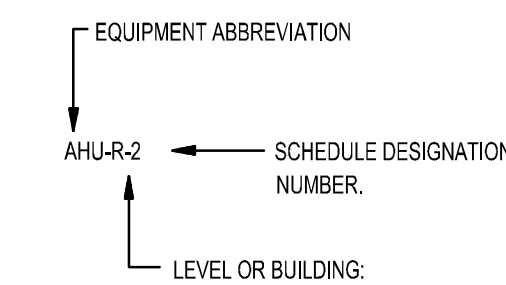 EQUIPMENT ABBREVIATION
AHU-R-2
SCHEDULE DESIGNATION
NUMBER.
LEVEL OR BUILDING: